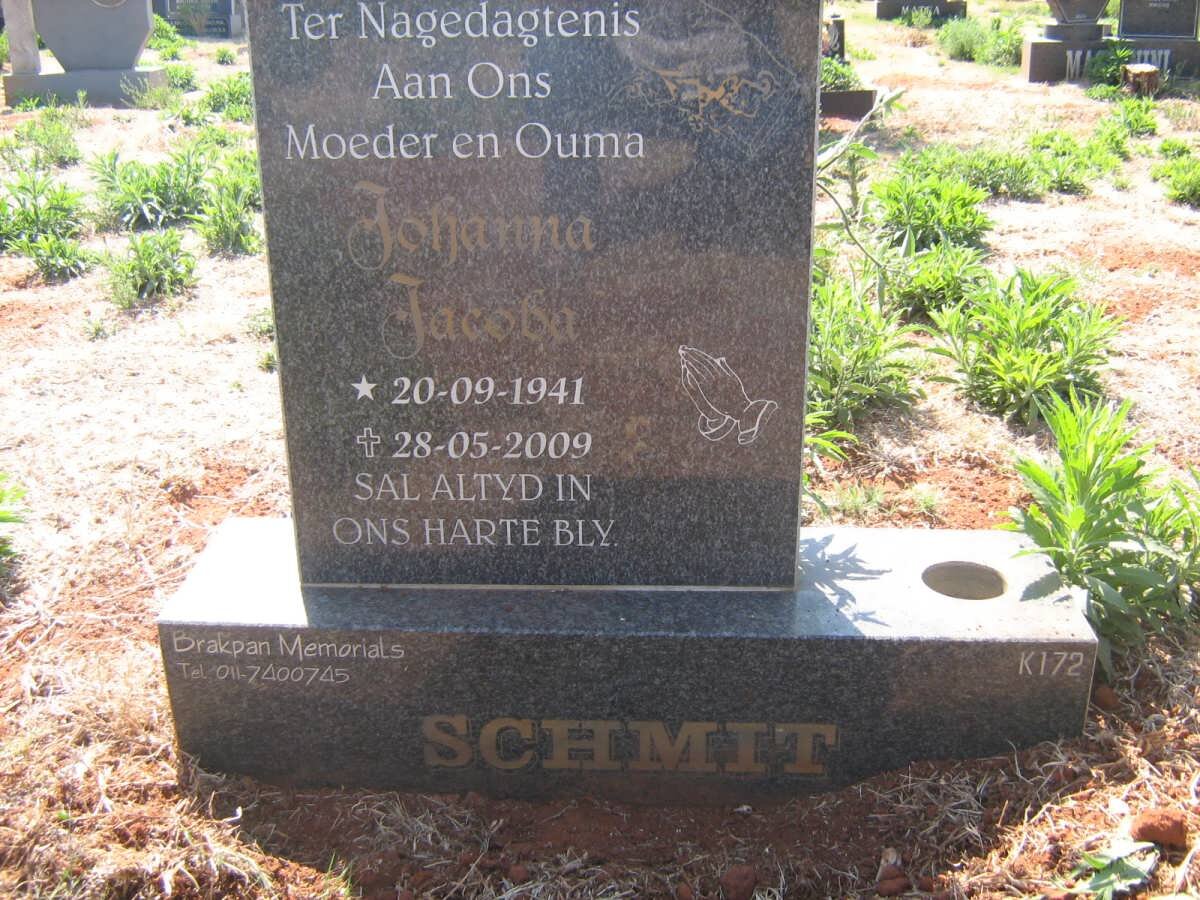 Ter Nagedagtenis
Aan Ons
Moeder en Ouma
Johanna
Jacoba
20-09-1941
28-05-2009
SAL ALTYD IN
ONS HARTE BLY.
Brakpan Memorials
Tel. 011-7400745
K172
SCHMIT